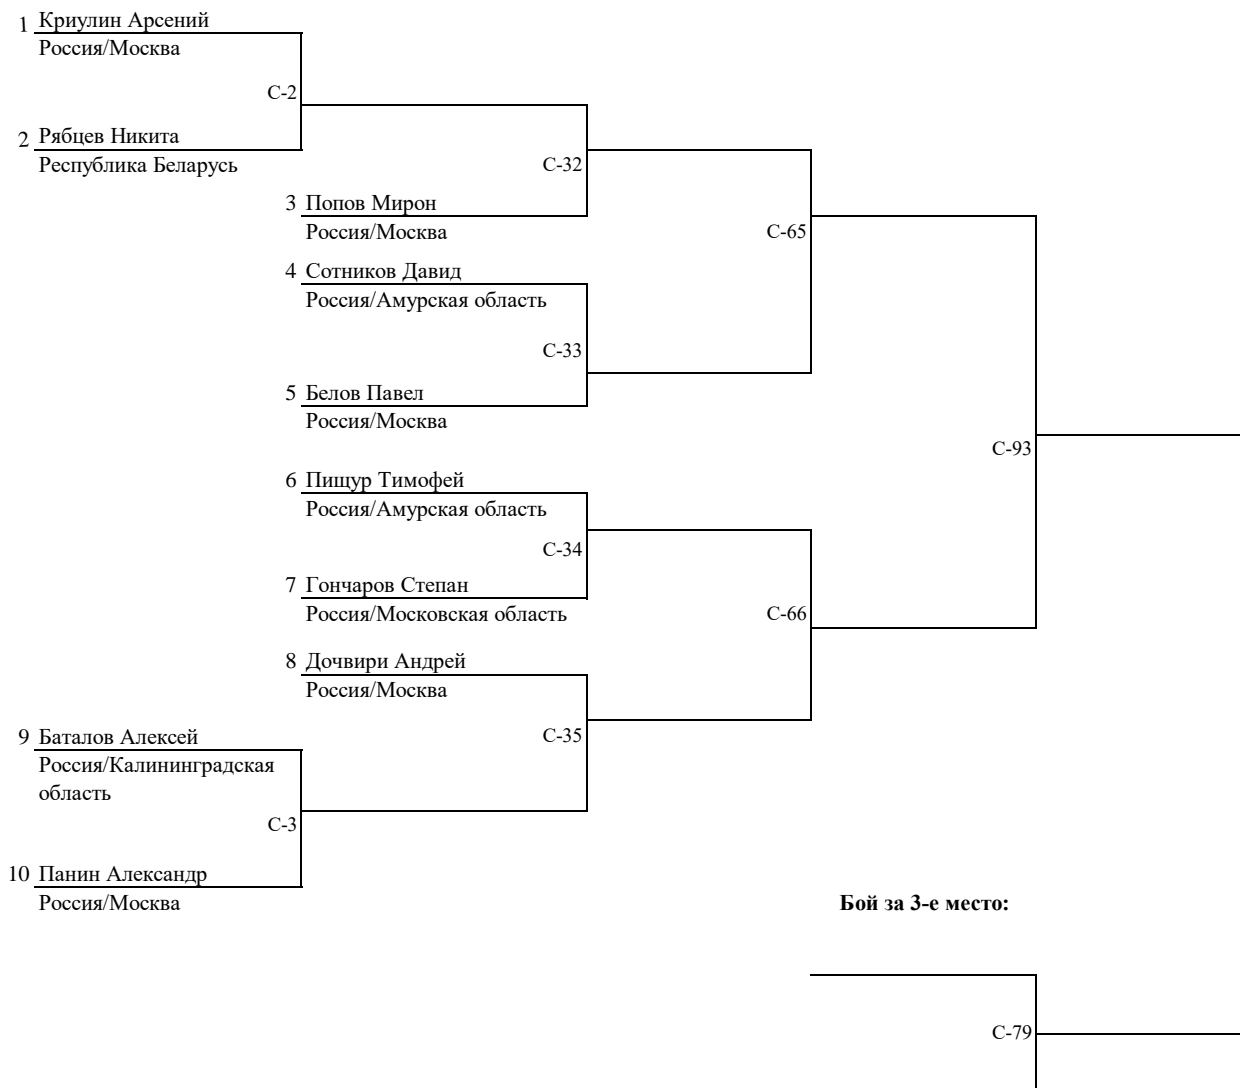 1 Криулин Арсений
Россия/Москва
С-2
2 Рябцев Никита
Республика Беларусь
С-32
3 Попов Мирон
Россия/Москва
С-65
4 Сотников Давид
Россия/Амурская область
С-33
5 Белов Павел
Россия/Москва
С-93
6 Пищур Тимофей
Россия/Амурская область
С-34
7 Гончаров Степан
Россия/Московская область
С-66
8 Дочвири Андрей
Россия/Москва
9 Баталов Алексей
С-35
Россия/Калининградская
область
С-3
10 Панин Александр
Россия/Москва
Бой за 3-е место:
С-79